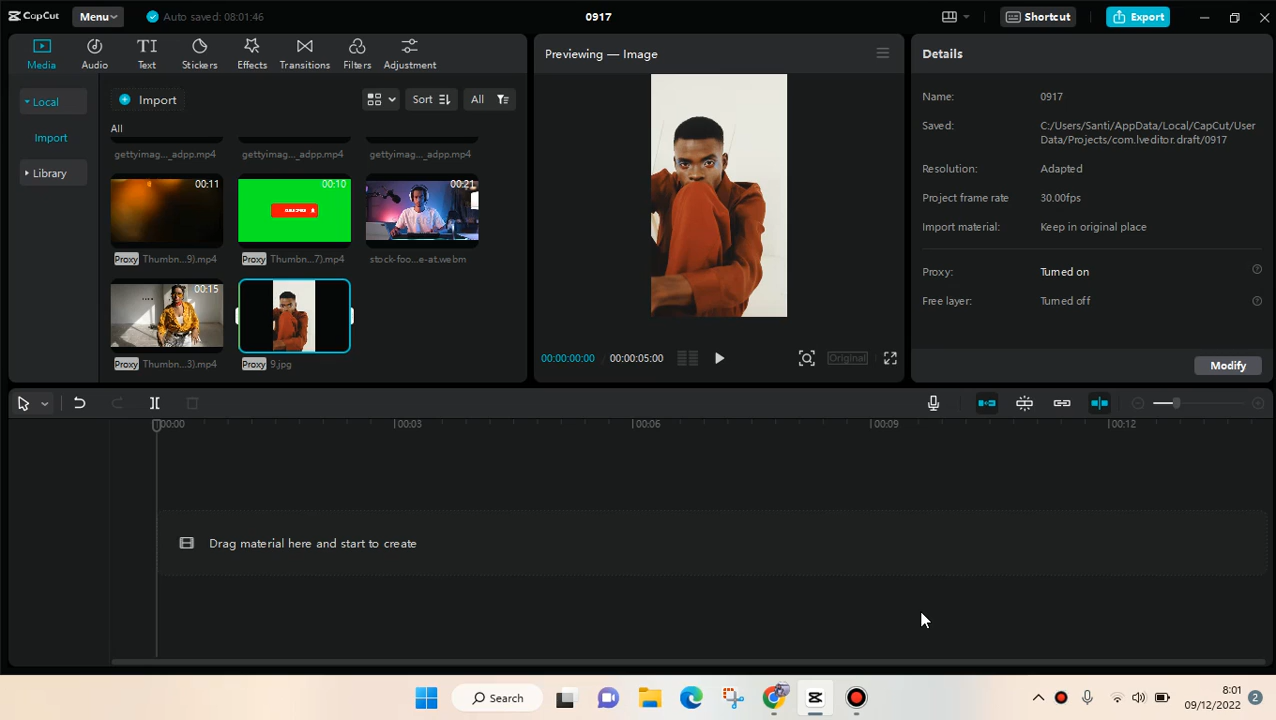 CapCut
Menu
Auto saved: 08:01:46
0917
Shortcut
Export
Media
Audio
Text
Stickers
Effects
Transitions
Filters
Adjustment
Local
Import
Library
Import
Sort
All
All
gettyimag..._adpp.mp4
gettyimag..._adpp.mp4
gettyimag..._adpp.mp4
00:11
00:10
00:21
Proxy Thumbn...9).mp4
Proxy Thumbn...7).mp4
stock-foo...e-at.webm
00:15
Proxy Thumbn...3).mp4
Proxy 9.jpg
Previewing — Image
00:00:00:00 / 00:00:05:00
Original
Details
Name: 0917
Saved: C:/Users/Santi/AppData/Local/CapCut/User
Data/Projects/com.lveditor.draft/0917
Resolution: Adapted
Project frame rate 30.00fps
Import material: Keep in original place
Proxy: Turned on
Free layer: Turned off
Modify
00:00
00:03
00:06
00:09
00:12
Drag material here and start to create
Search
8:01
09/12/2022
2